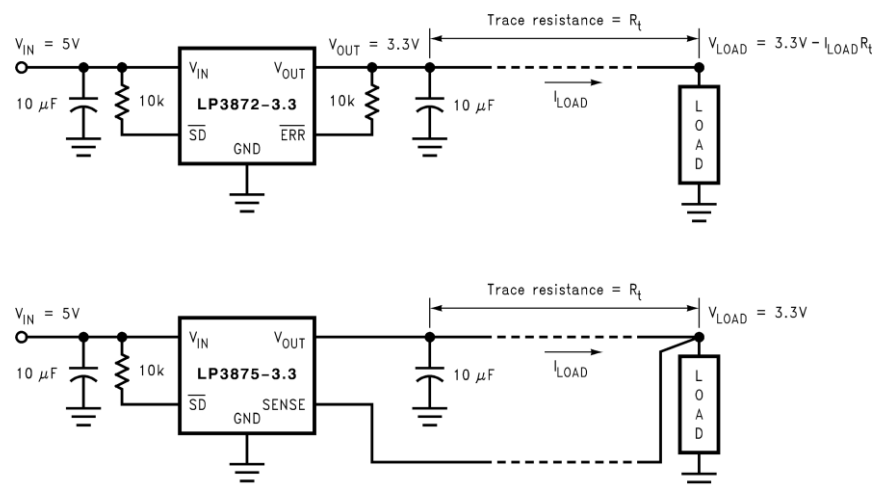 Trace resistance = Rt
VIN = 5V
VOUT = 3.3V
VLOAD = 3.3V - ILOADRt
VIN
VOUT
10 μF
10k
LP3872-3.3
10k
10 μF
ILOAD
SD
ERR
GND
LOAD
Trace resistance = Rt
VIN = 5V
VLOAD = 3.3V
VIN
VOUT
10 μF
10k
LP3875-3.3
10 μF
ILOAD
SD
SENSE
GND
LOAD